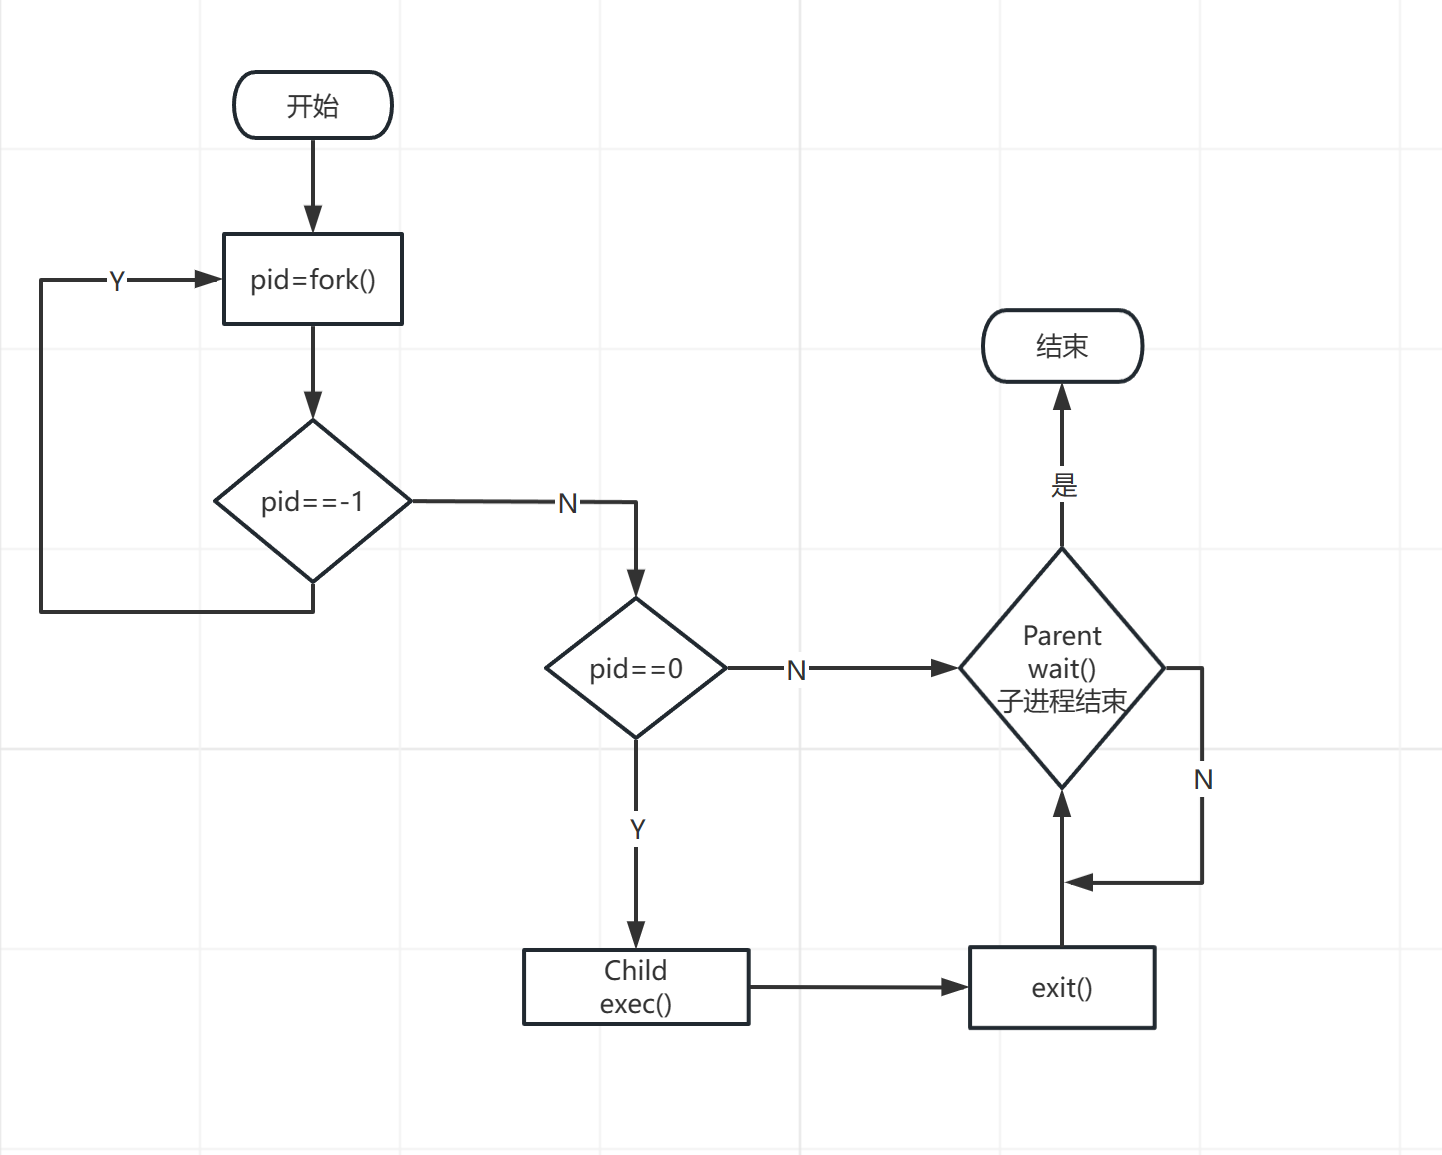 开始
pid=fork()
Y
pid==-1
N
pid==0
N
Y
Child
exec()
exit()
Parent
wait()
子进程结束
N
是
结束